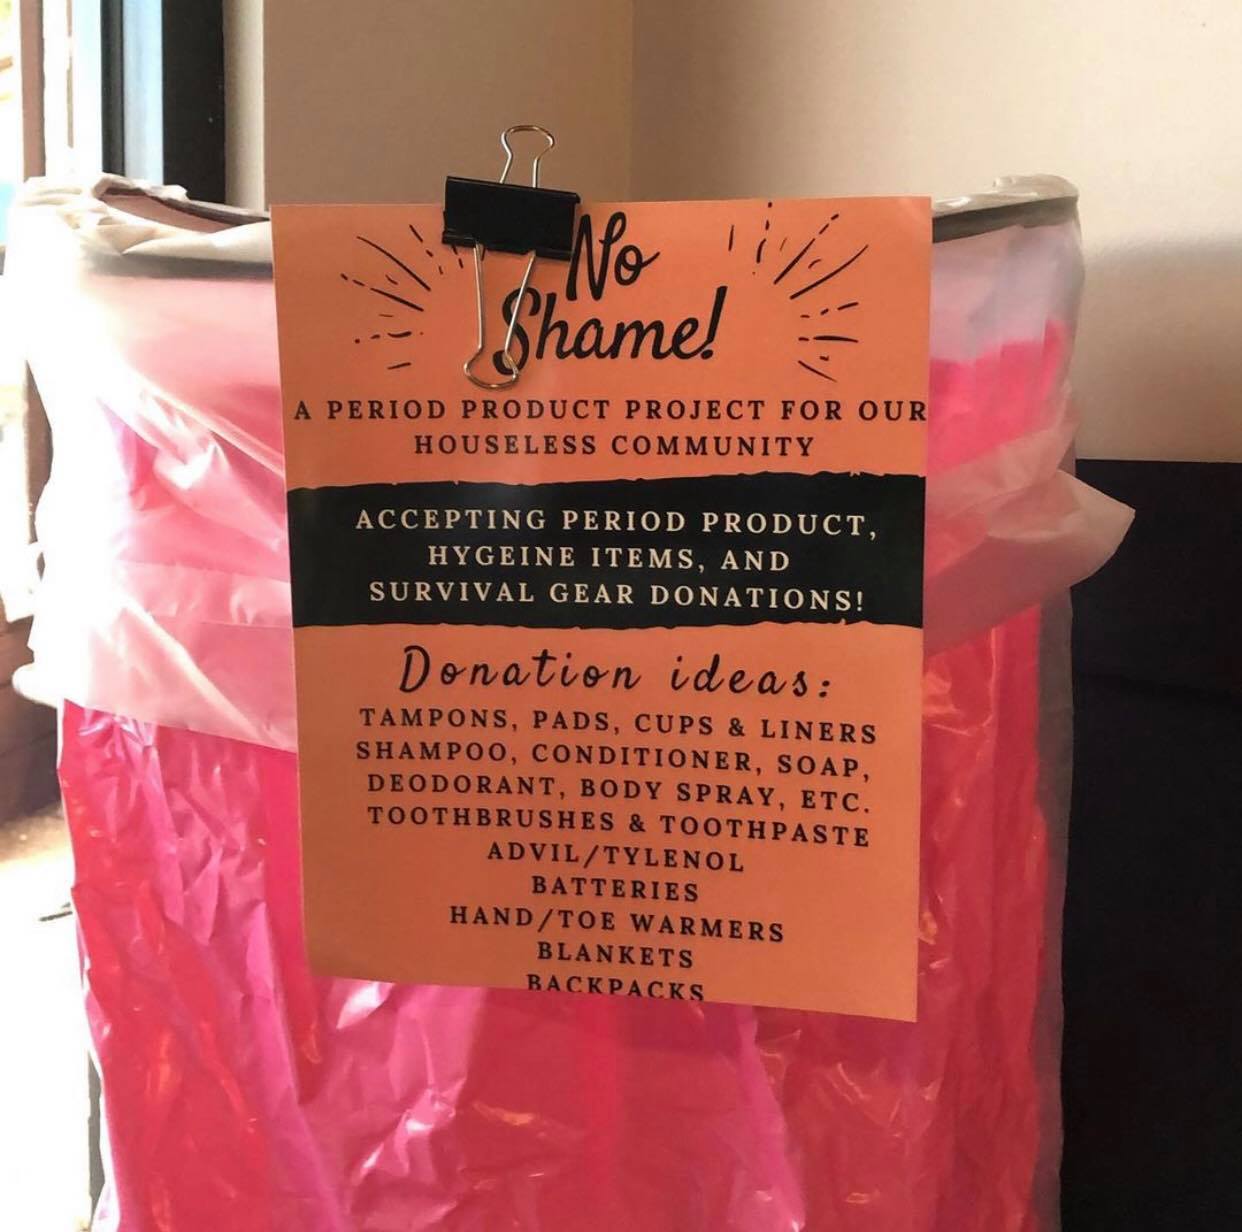 No
Shame!
A PERIOD PRODUCT PROJECT FOR OUR
HOUSELESS COMMUNITY
ACCEPTING PERIOD PRODUCT,
HYGEINE ITEMS, AND
SURVIVAL GEAR DONATIONS!
Donation ideas:
TAMPONS, PADS, CUPS & LINERS
SHAMPOO, CONDITIONER, SOAP,
DEODORANT, BODY SPRAY, ETC.
TOOTHBRUSHES & TOOTHPASTE
ADVIL/TYLENOL
BATTERIES
HAND/TOE WARMERS
BLANKETS
BACKPACKS